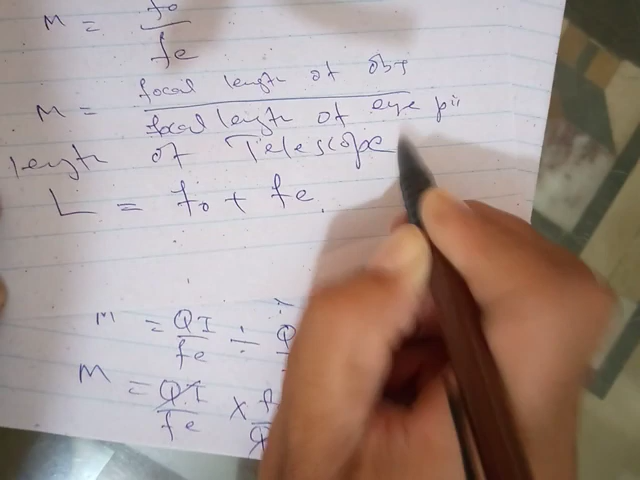 M = fo / fe
M = focal length of obj / focal length of eye pii
length of Telescope
L = fo + fe.
M = QI / fe ÷ Q
M = QI / fe × f